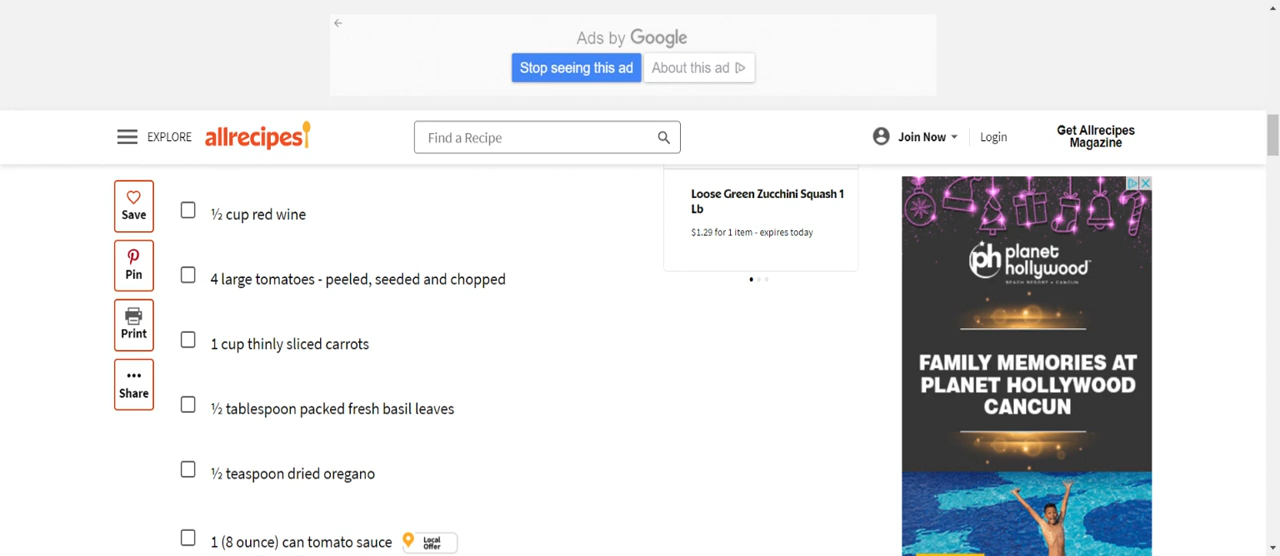 Ads by Google
Stop seeing this ad
About this ad
EXPLORE
allrecipes
Find a Recipe
Join Now
Login
Get Allrecipes
Magazine
Save
Pin
Print
Share
½ cup red wine
4 large tomatoes - peeled, seeded and chopped
1 cup thinly sliced carrots
½ tablespoon packed fresh basil leaves
½ teaspoon dried oregano
1 (8 ounce) can tomato sauce
Local
Offer
Loose Green Zucchini Squash 1
Lb
$1.29 for 1 item - expires today
ph planet
hollywood
BEACH RESORT • CANCUN
FAMILY MEMORIES AT
PLANET HOLLYWOOD
CANCUN